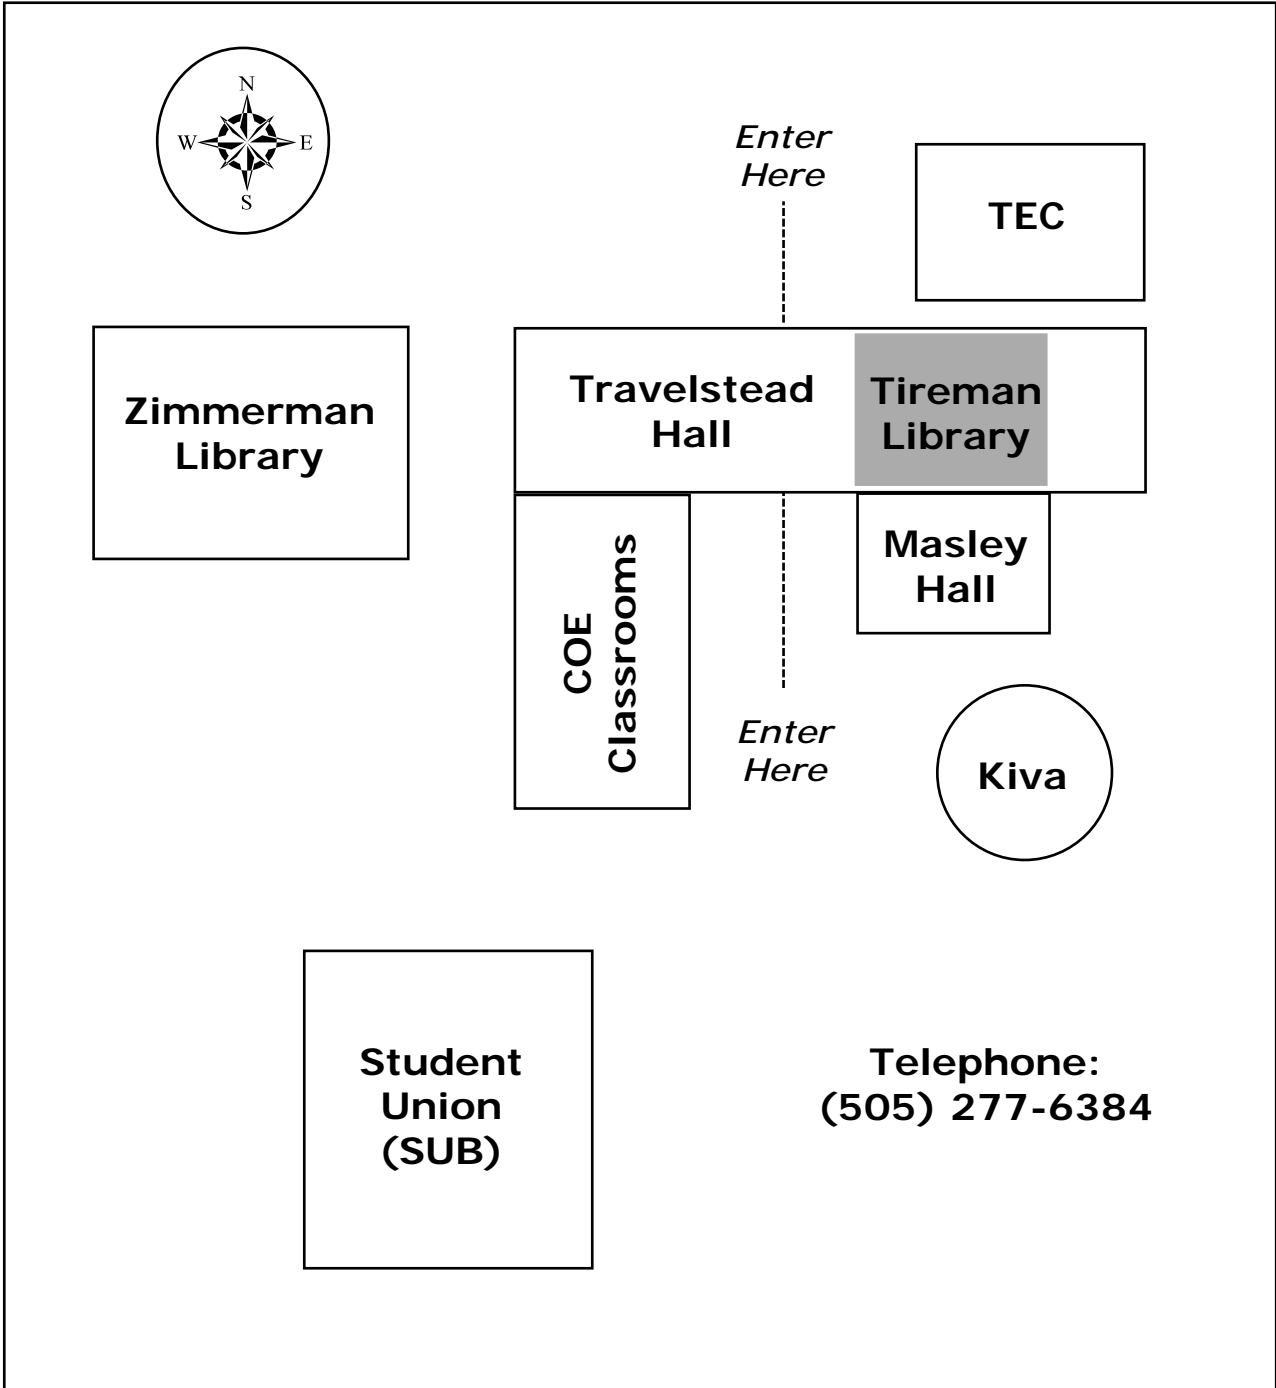 N
W
E
S
Enter
Here
TEC
Zimmerman
Library
Travelstead
Hall
Tireman
Library
COE
Classrooms
Masley
Hall
Enter
Here
Kiva
Student
Union
(SUB)
Telephone:
(505) 277-6384